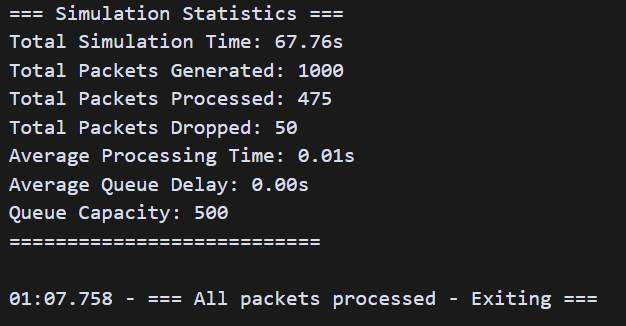 === Simulation Statistics ===
Total Simulation Time: 67.76s
Total Packets Generated: 1000
Total Packets Processed: 475
Total Packets Dropped: 50
Average Processing Time: 0.01s
Average Queue Delay: 0.00s
Queue Capacity: 500
===========================
01:07.758 - === All packets processed - Exiting ===